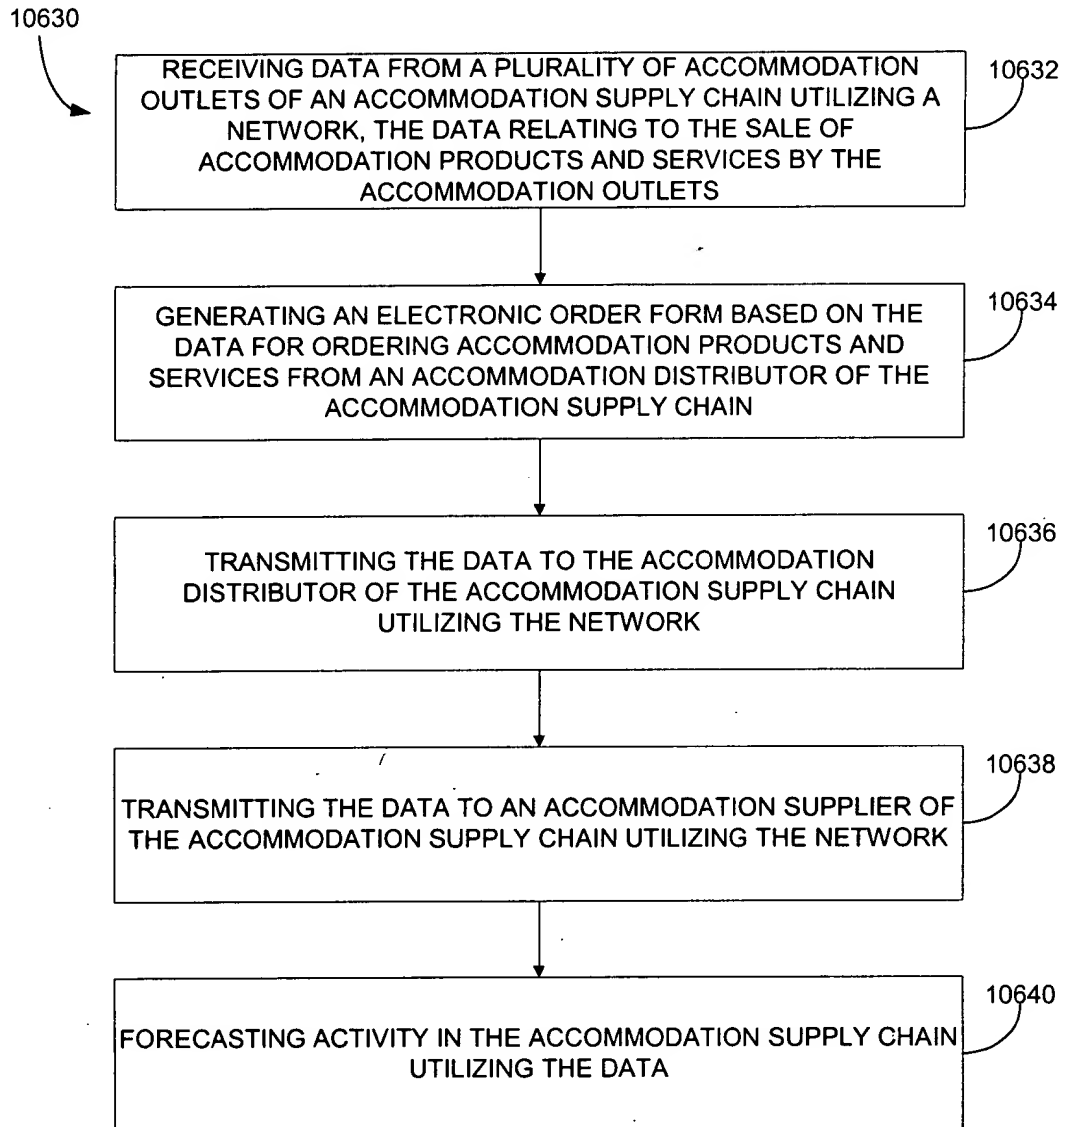 10630
RECEIVING DATA FROM A PLURALITY OF ACCOMMODATION
OUTLETS OF AN ACCOMMODATION SUPPLY CHAIN UTILIZING A
NETWORK, THE DATA RELATING TO THE SALE OF
ACCOMMODATION PRODUCTS AND SERVICES BY THE
ACCOMMODATION OUTLETS
10632
GENERATING AN ELECTRONIC ORDER FORM BASED ON THE
DATA FOR ORDERING ACCOMMODATION PRODUCTS AND
SERVICES FROM AN ACCOMMODATION DISTRIBUTOR OF THE
ACCOMMODATION SUPPLY CHAIN
10634
TRANSMITTING THE DATA TO THE ACCOMMODATION
DISTRIBUTOR OF THE ACCOMMODATION SUPPLY CHAIN
UTILIZING THE NETWORK
10636
TRANSMITTING THE DATA TO AN ACCOMMODATION SUPPLIER OF
THE ACCOMMODATION SUPPLY CHAIN UTILIZING THE NETWORK
10638
FORECASTING ACTIVITY IN THE ACCOMMODATION SUPPLY CHAIN
UTILIZING THE DATA
10640